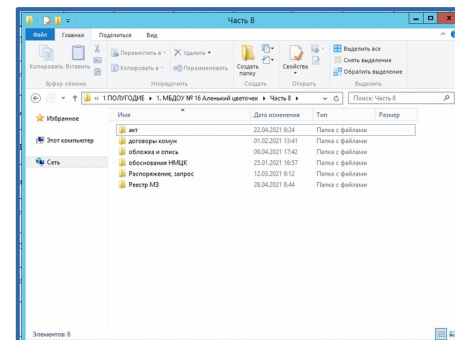 Часть 8
Файл Главная Поделиться Вид
Копировать Вставить
Переместить в
Удалить
Копировать в
Переименовать
Создать папку
Свойства
Выделить все
Снять выделение
Обратить выделение
Буфер обмена Упорядочить Создать Открыть Выделить
« 1 ПОЛУГОДИЕ 1. МБДОУ № 16 Аленький цветочек Часть 8
Поиск: Часть 8
Избранное
Этот компьютер
Сеть
Имя Дата изменения Тип Размер
акт 22.04.2021 9:24 Папка с файлами
договоры комун 01.02.2021 13:41 Папка с файлами
обложка и опись 09.04.2021 17:42 Папка с файлами
обоснования НМЦК 25.01.2021 16:57 Папка с файлами
Распоряжение, запрос 12.03.2021 9:12 Папка с файлами
Реестр МЗ 28.04.2021 8:44 Папка с файлами
Элементов: 6